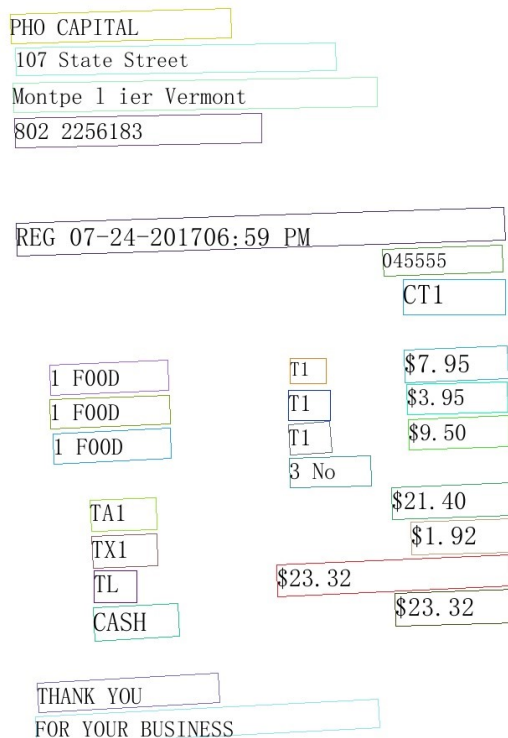 PHO CAPITAL
107 State Street
Montpe l ier Vermont
802 2256183
REG 07-24-201706:59 PM
045555
CT1
1 FOOD T1 $7.95
1 FOOD T1 $3.95
1 FOOD T1 $9.50
3 No
TA1 $21.40
TX1 $1.92
TL $23.32
CASH $23.32
THANK YOU
FOR YOUR BUSINESS